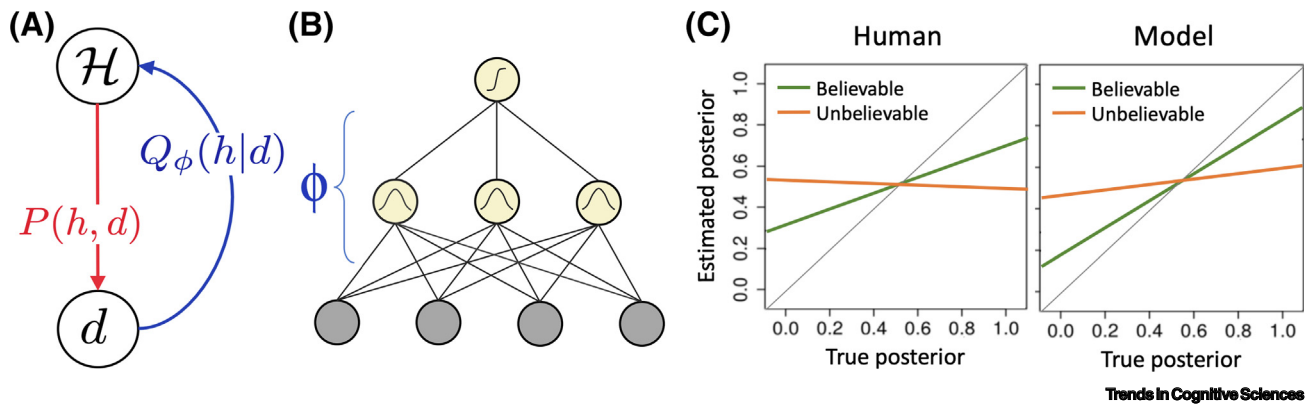 (A)
ℋ
Q_ϕ(h|d)
P(h, d)
d
(B)
ϕ
(C)
Human
Believable
Unbelievable
Estimated posterior
1.0
0.8
0.6
0.4
0.2
0.0
0.0 0.2 0.4 0.6 0.8 1.0
True posterior
Model
Believable
Unbelievable
0.0 0.2 0.4 0.6 0.8 1.0
True posterior
Trends in Cognitive Sciences